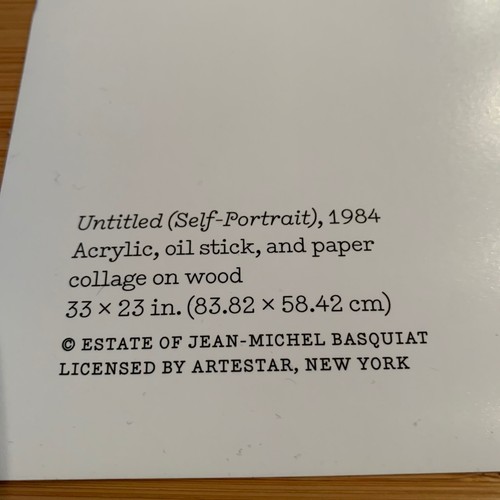 Untitled (Self-Portrait), 1984
Acrylic, oil stick, and paper
collage on wood
33 × 23 in. (83.82 × 58.42 cm)
© ESTATE OF JEAN-MICHEL BASQUIAT
LICENSED BY ARTESTAR, NEW YORK